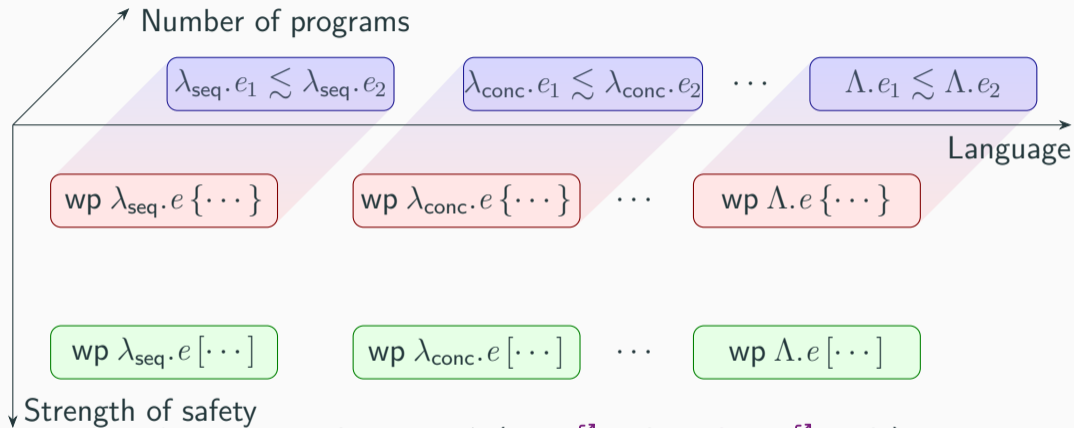 Number of programs
λseq.e1 ≲ λseq.e2 λconc.e1 ≲ λconc.e2 ··· Λ.e1 ≲ Λ.e2
Language
wp λseq.e {···} wp λconc.e {···} ··· wp Λ.e {···}
wp λseq.e [···] wp λconc.e [···] ··· wp Λ.e [···]
Strength of safety